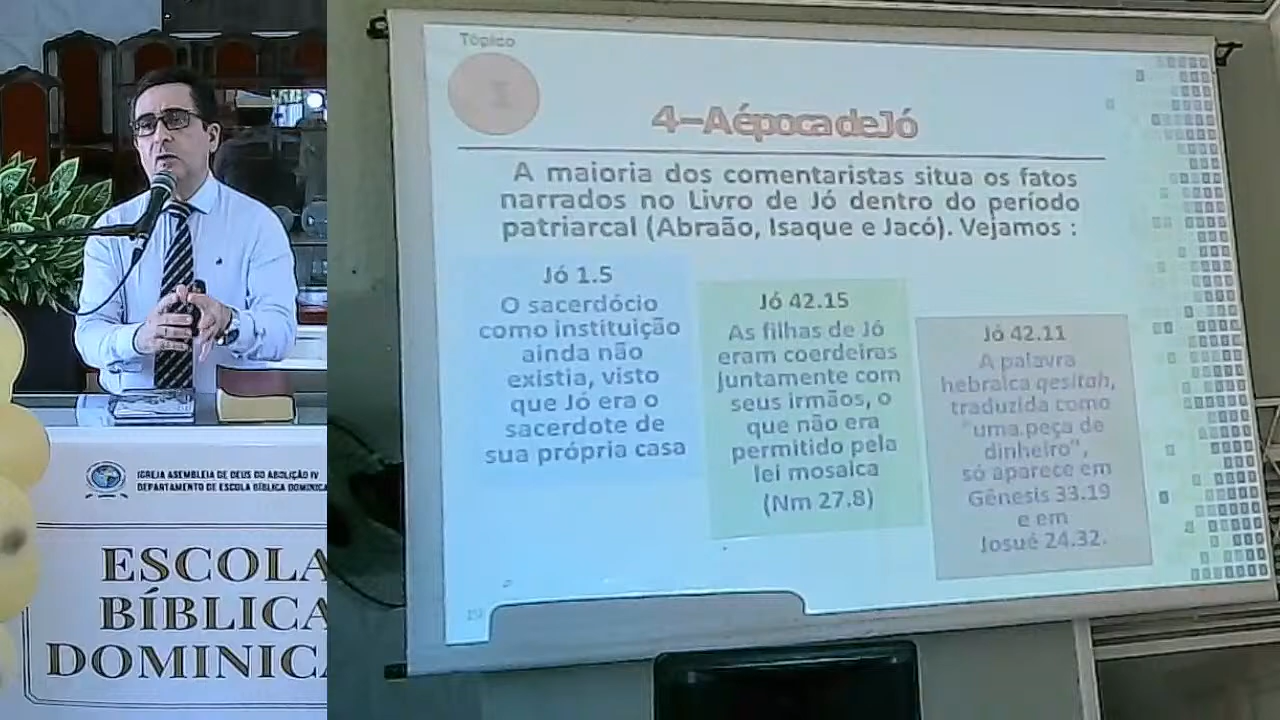 Tópico
4-A época de Jó
A maioria dos comentaristas situa os fatos
narrados no Livro de Jó dentro do período
patriarcal (Abraão, Isaque e Jacó). Vejamos :
Jó 1.5
O sacerdócio
como instituição
ainda não
existia, visto
que Jó era o
sacerdote de
sua própria casa
Jó 42.15
As filhas de Jó
eram coerdeiras
juntamente com
seus irmãos, o
que não era
permitido pela
lei mosaica
(Nm 27.8)
Jó 42.11
A palavra
hebraica qesitah,
traduzida como
"uma peça de
dinheiro",
só aparece em
Gênesis 33.19
e em
Josué 24.32.
IGREJA ASSEMBLEIA DE DEUS DO ABOLIÇÃO IV
DEPARTAMENTO DE ESCOLA BÍBLICA DOMINICA
ESCOLA
BÍBLICA
DOMINICA